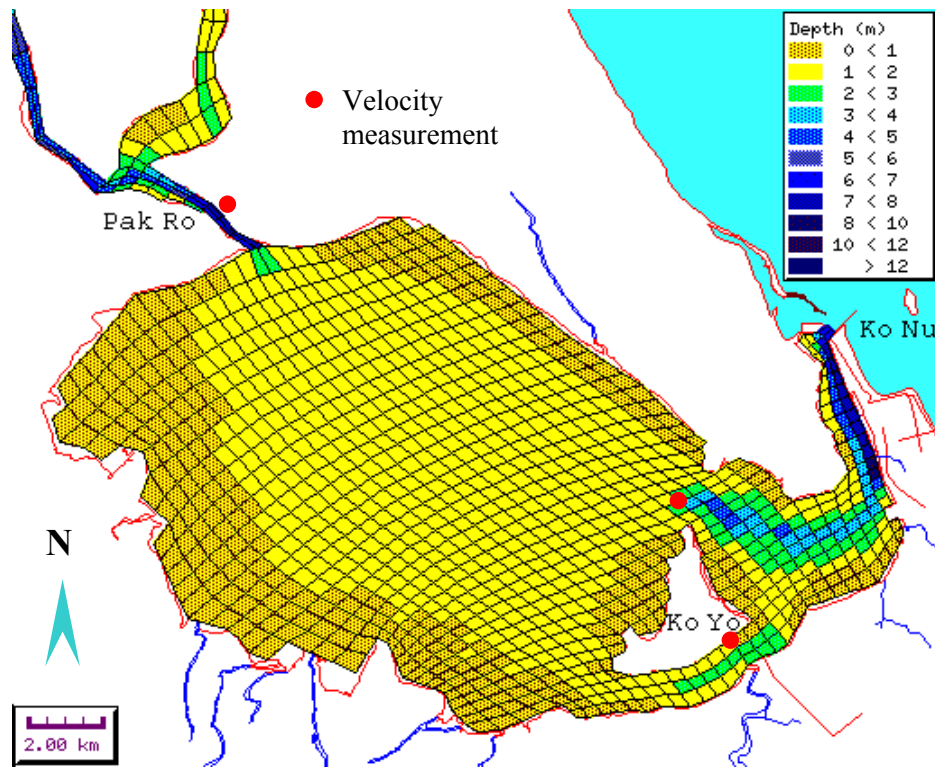 Depth (m)
0 < 1
1 < 2
2 < 3
3 < 4
4 < 5
5 < 6
6 < 7
7 < 8
8 < 10
10 < 12
> 12
Velocity
measurement
Pak Ro
Ko Nu
N
Ko Yo
2.00 km